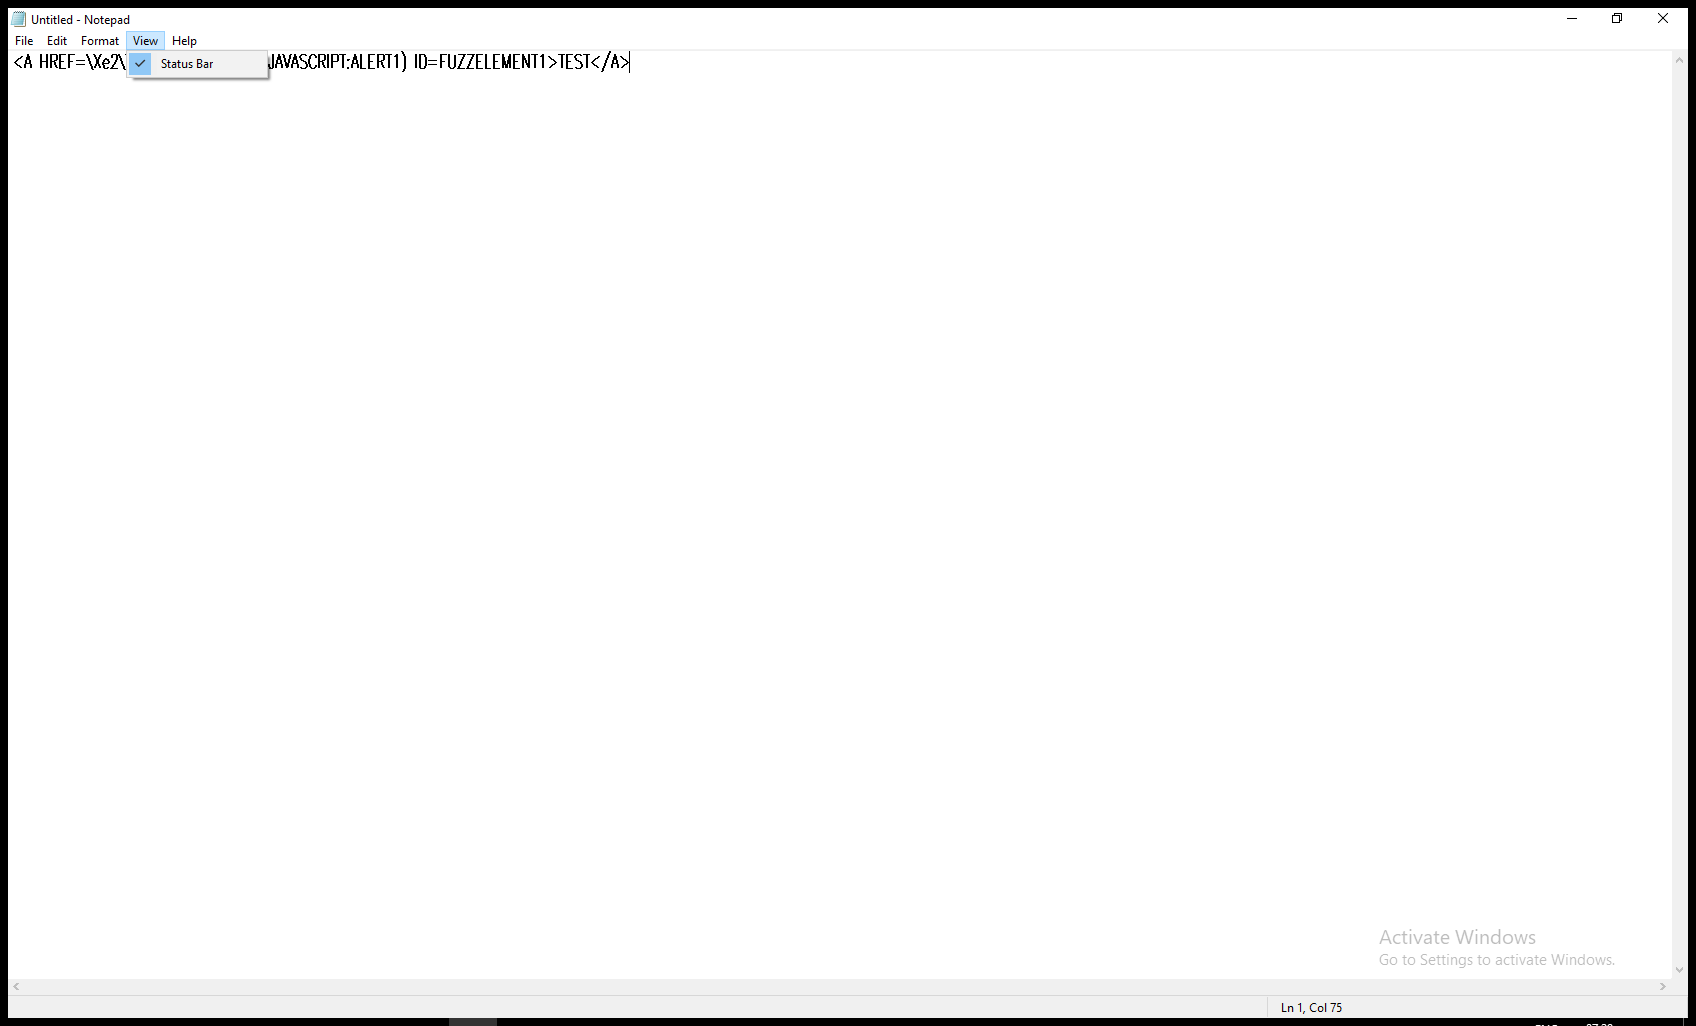 Untitled - Notepad
File Edit Format View Help
<A HREF=\Xe2\ JAVASCRIPT:ALERT1) ID=FUZZELEMENT1>TEST</A>
Status Bar
Activate Windows
Go to Settings to activate Windows.
Ln 1, Col 75